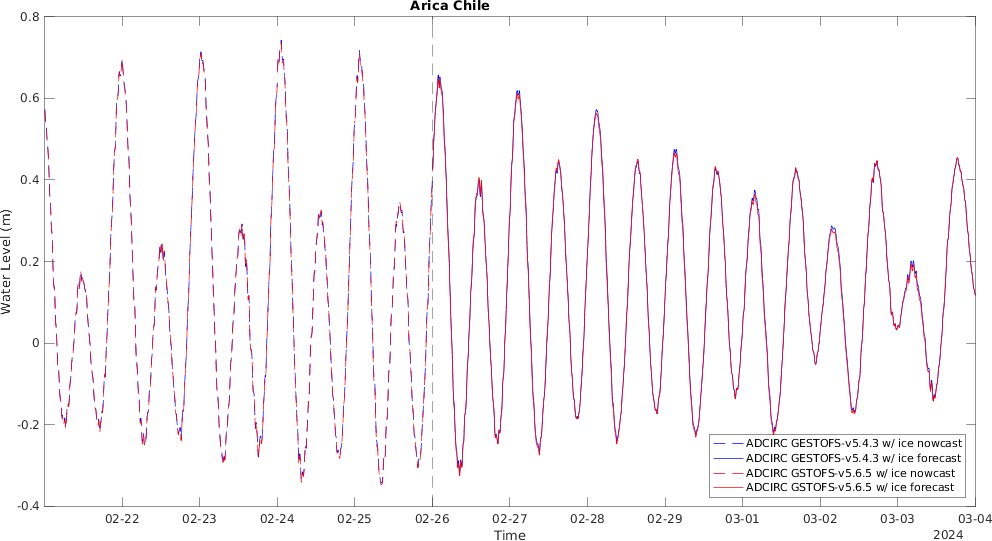 Arica Chile
0.8
0.6
0.4
0.2
0
-0.2
-0.4
Water Level (m)
ADCIRC GESTOFS-v5.4.3 w/ ice nowcast
ADCIRC GESTOFS-v5.4.3 w/ ice forecast
ADCIRC GSTOFS-v5.6.5 w/ ice nowcast
ADCIRC GSTOFS-v5.6.5 w/ ice forecast
02-22 02-23 02-24 02-25 02-26 02-27 02-28 02-29 03-01 03-02 03-03 03-04
Time
2024